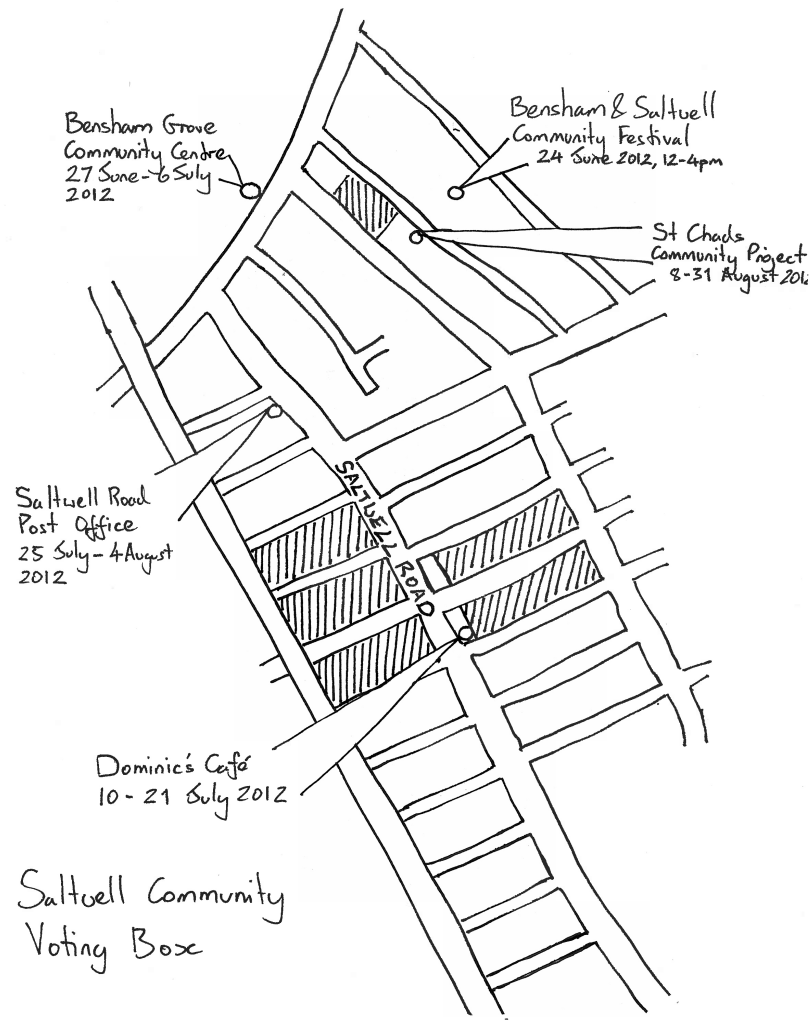 Bensham & Saltwell
Community Festival
24 June 2012, 12-4pm
Bensham Grove
Community Centre
27 June - 6 July
2012
St Chads
Community Project
8-31 August 201
SALTWELL ROAD
Saltwell Road
Post Office
25 July - 4 August
2012
Dominic's Café
10 - 21 July 2012
Saltwell Community
Voting Box